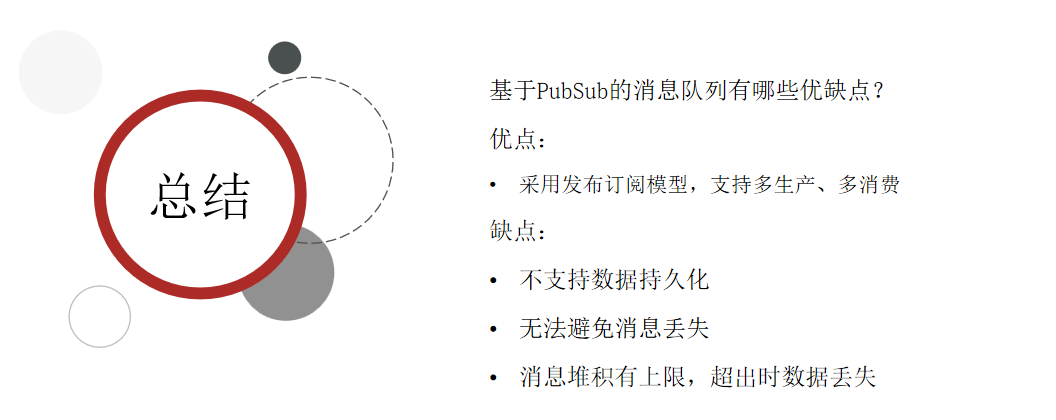 总结
基于PubSub的消息队列有哪些优缺点？
优点：
• 采用发布订阅模型，支持多生产、多消费
缺点：
• 不支持数据持久化
• 无法避免消息丢失
• 消息堆积有上限，超出时数据丢失